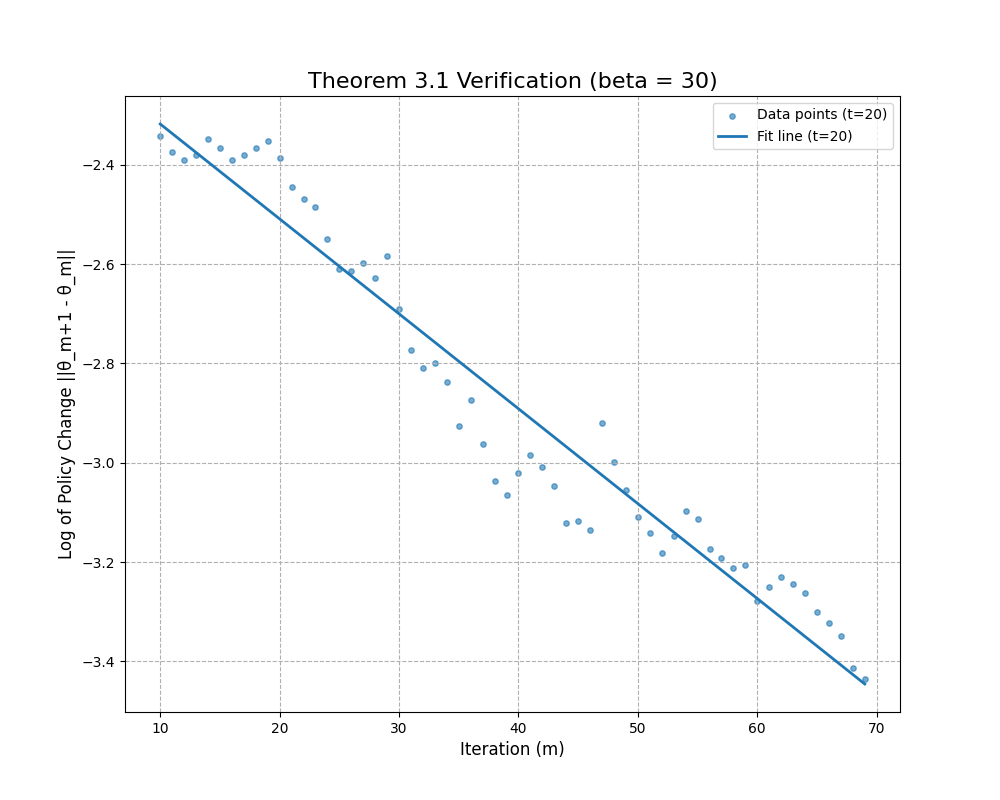 Theorem 3.1 Verification (beta = 30)
Data points (t=20)
Fit line (t=20)
Log of Policy Change ||θ_m+1 - θ_m||
−2.4
−2.6
−2.8
−3.0
−3.2
−3.4
10 20 30 40 50 60 70
Iteration (m)